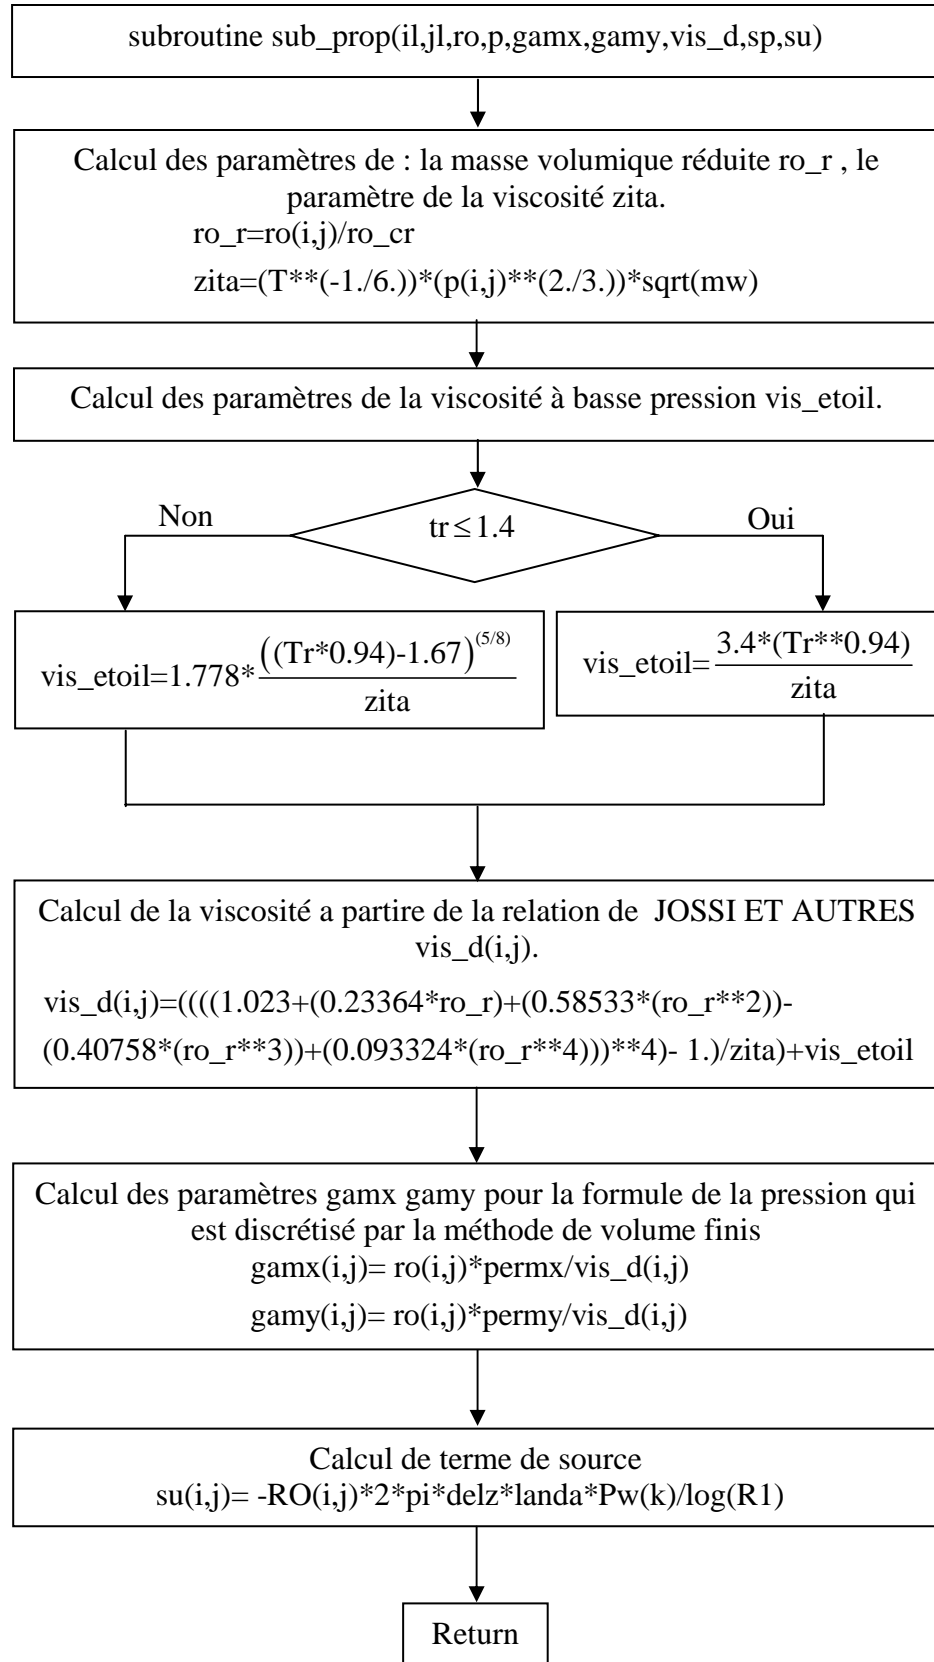 subroutine sub_prop(il,jl,ro,p,gamx,gamy,vis_d,sp,su)
Calcul des paramètres de : la masse volumique réduite ro_r , le
paramètre de la viscosité zita.
ro_r=ro(i,j)/ro_cr
zita=(T**(-1./6.))*(p(i,j)**(2./3.))*sqrt(mw)
Calcul des paramètres de la viscosité à basse pression vis_etoil.
Non
tr ≤ 1.4
Oui
vis_etoil=1.778*((Tr*0.94)-1.67)^(5/8)/zita
vis_etoil=3.4*(Tr**0.94)/zita
Calcul de la viscosité a partire de la relation de JOSSI ET AUTRES
vis_d(i,j).
vis_d(i,j)=((((1.023+(0.23364*ro_r)+(0.58533*(ro_r**2))-
(0.40758*(ro_r**3))+(0.093324*(ro_r**4)))**4)- 1.)/zita)+vis_etoil
Calcul des paramètres gamx gamy pour la formule de la pression qui
est discrétisé par la méthode de volume finis
gamx(i,j)= ro(i,j)*permx/vis_d(i,j)
gamy(i,j)= ro(i,j)*permy/vis_d(i,j)
Calcul de terme de source
su(i,j)= -RO(i,j)*2*pi*delz*landa*Pw(k)/log(R1)
Return